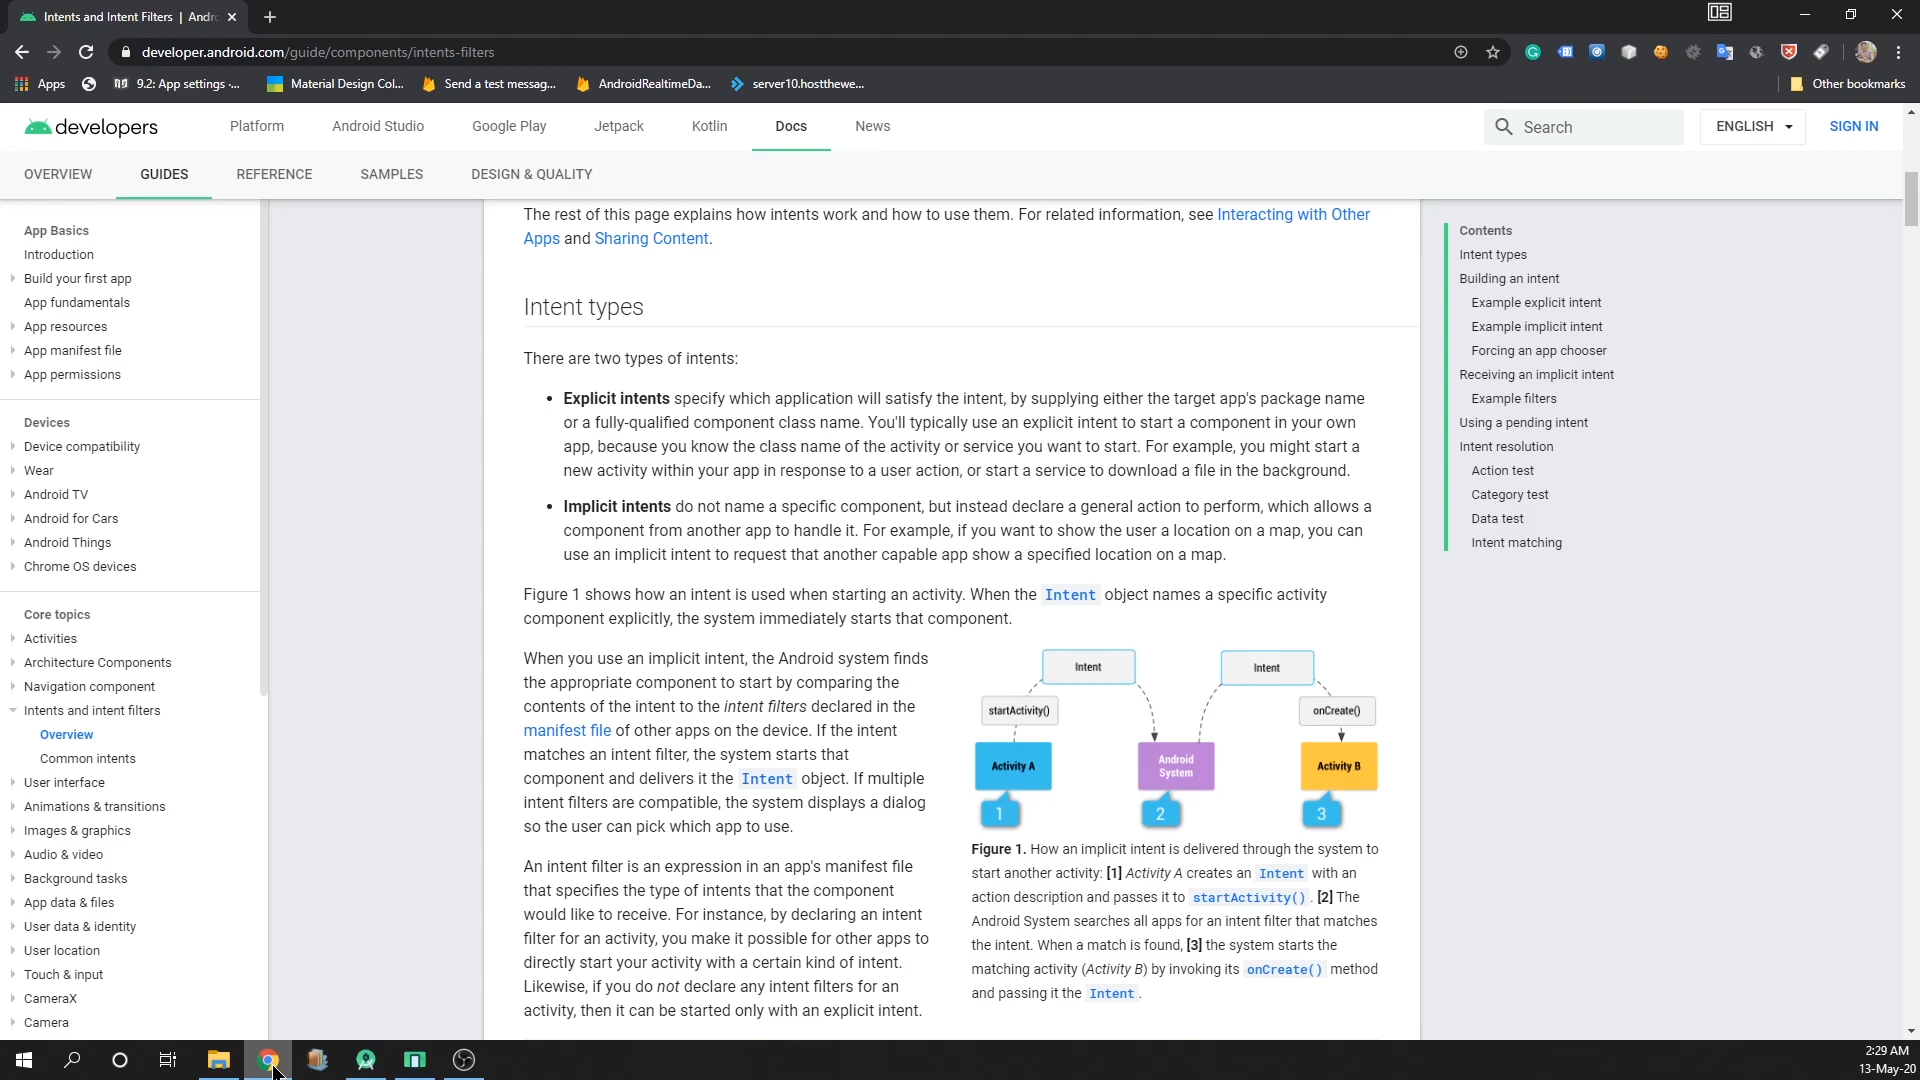 Intents and Intent Filters | Andr
developer.android.com/guide/components/intents-filters
Apps
9.2: App settings ·...
Material Design Col...
Send a test messag...
AndroidRealtimeDa...
server10.hostthewe...
Other bookmarks
developers
Platform
Android Studio
Google Play
Jetpack
Kotlin
Docs
News
Search
ENGLISH
SIGN IN
OVERVIEW
GUIDES
REFERENCE
SAMPLES
DESIGN & QUALITY
App Basics
Introduction
Build your first app
App fundamentals
App resources
App manifest file
App permissions
Devices
Device compatibility
Wear
Android TV
Android for Cars
Android Things
Chrome OS devices
Core topics
Activities
Architecture Components
Navigation component
Intents and intent filters
Overview
Common intents
User interface
Animations & transitions
Images & graphics
Audio & video
Background tasks
App data & files
User data & identity
User location
Touch & input
CameraX
Camera
The rest of this page explains how intents work and how to use them. For related information, see Interacting with Other
Apps and Sharing Content.
Intent types
There are two types of intents:
• Explicit intents specify which application will satisfy the intent, by supplying either the target app's package name
or a fully-qualified component class name. You'll typically use an explicit intent to start a component in your own
app, because you know the class name of the activity or service you want to start. For example, you might start a
new activity within your app in response to a user action, or start a service to download a file in the background.
• Implicit intents do not name a specific component, but instead declare a general action to perform, which allows a
component from another app to handle it. For example, if you want to show the user a location on a map, you can
use an implicit intent to request that another capable app show a specified location on a map.
Figure 1 shows how an intent is used when starting an activity. When the Intent object names a specific activity
component explicitly, the system immediately starts that component.
When you use an implicit intent, the Android system finds
the appropriate component to start by comparing the
contents of the intent to the intent filters declared in the
manifest file of other apps on the device. If the intent
matches an intent filter, the system starts that
component and delivers it the Intent object. If multiple
intent filters are compatible, the system displays a dialog
so the user can pick which app to use.
An intent filter is an expression in an app's manifest file
that specifies the type of intents that the component
would like to receive. For instance, by declaring an intent
filter for an activity, you make it possible for other apps to
directly start your activity with a certain kind of intent.
Likewise, if you do not declare any intent filters for an
activity, then it can be started only with an explicit intent.
Intent
Intent
startActivity()
onCreate()
Activity A
Android
System
Activity B
1
2
3
Figure 1. How an implicit intent is delivered through the system to
start another activity: [1] Activity A creates an Intent with an
action description and passes it to startActivity() . [2] The
Android System searches all apps for an intent filter that matches
the intent. When a match is found, [3] the system starts the
matching activity (Activity B) by invoking its onCreate() method
and passing it the Intent .
Contents
Intent types
Building an intent
Example explicit intent
Example implicit intent
Forcing an app chooser
Receiving an implicit intent
Example filters
Using a pending intent
Intent resolution
Action test
Category test
Data test
Intent matching
2:29 AM
13-May-20